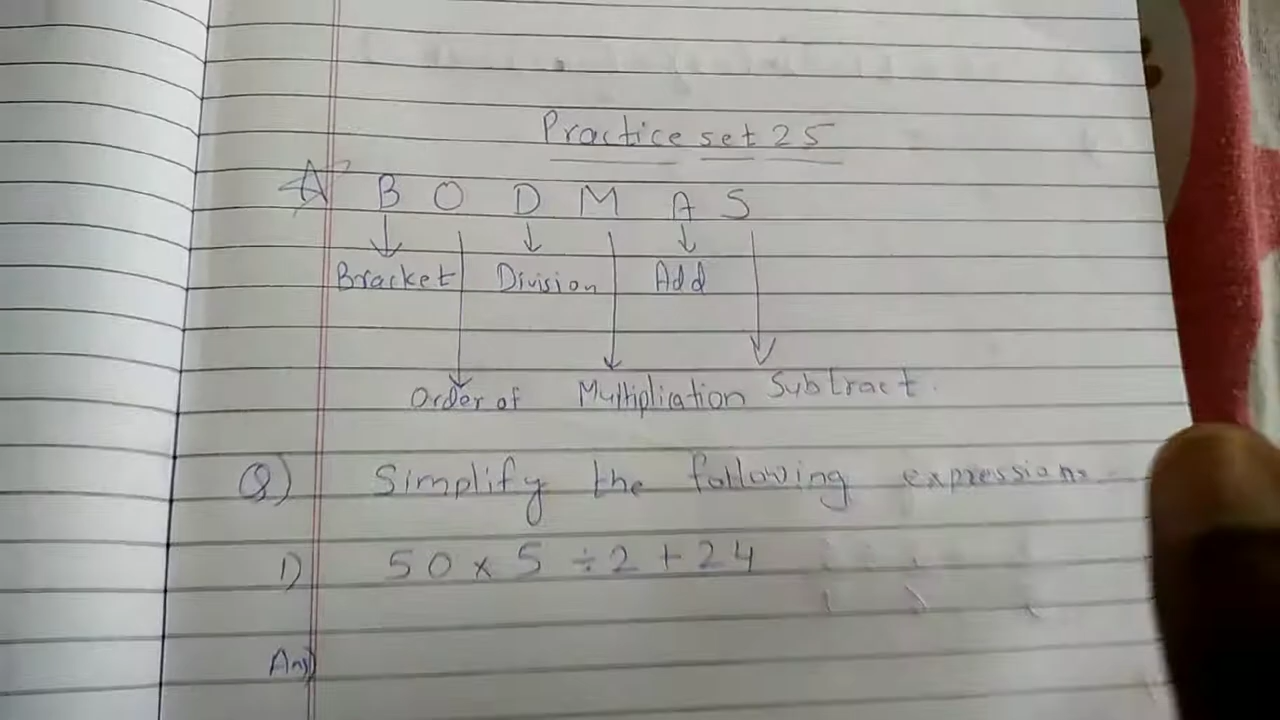 Practice set 25
B O D M A S
Bracket Division Add
Order of Multiplication Subtract.
Q) Simplify the following expressions
1) 50 x 5 ÷ 2 + 24
Ans)